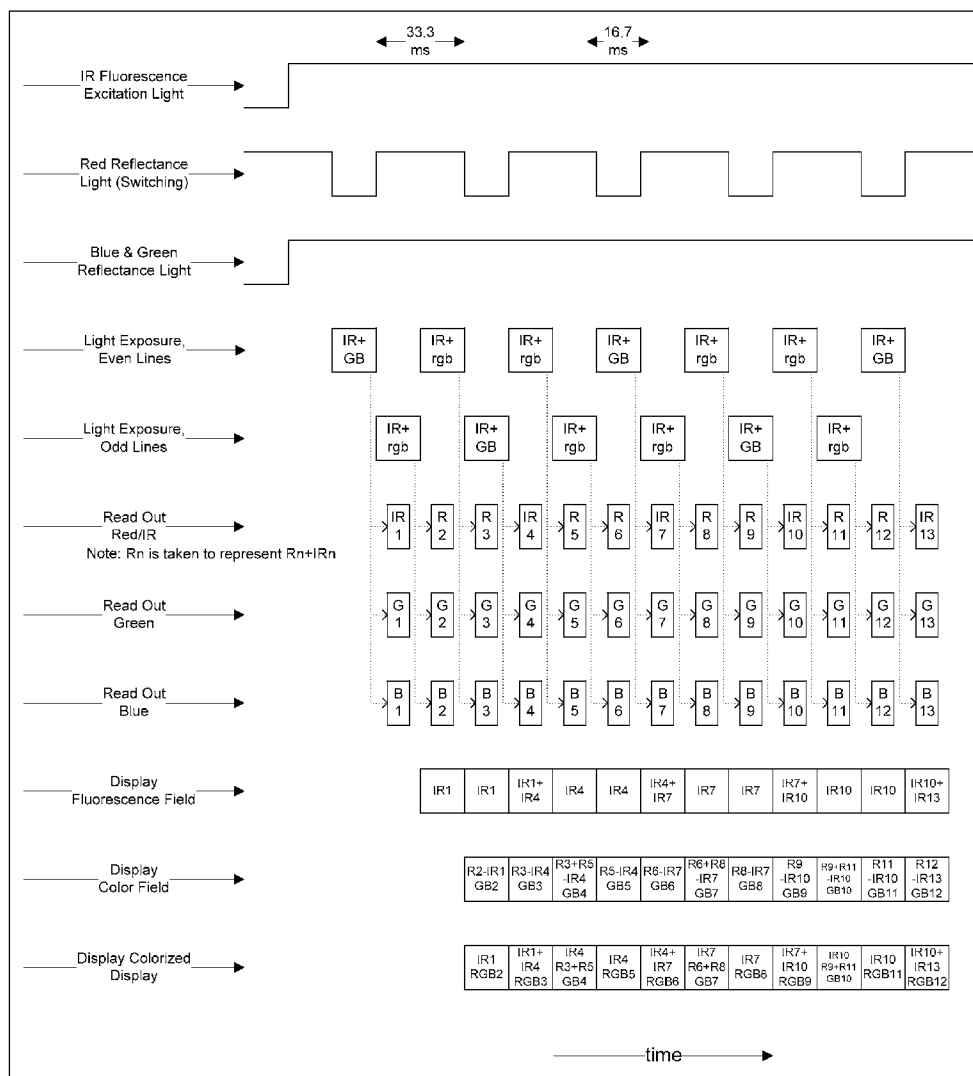 33.3
ms
16.7
ms
IR Fluorescence
Excitation Light
Red Reflectance
Light (Switching)
Blue & Green
Reflectance Light
Light Exposure,
Even Lines
IR+ IR+ IR+ IR+ IR+ IR+ IR+
GB rgb rgb GB rgb rgb GB
Light Exposure,
Odd Lines
IR+ IR+ IR+ IR+ IR+ IR+
rgb GB rgb rgb GB rgb
Read Out
Red/IR
Note: Rn is taken to represent Rn+IRn
IR R R IR R R IR R R IR R R IR
1 2 3 4 5 6 7 8 9 10 11 12 13
Read Out
Green
G G G G G G G G G G G G G
1 2 3 4 5 6 7 8 9 10 11 12 13
Read Out
Blue
B B B B B B B B B B B B B
1 2 3 4 5 6 7 8 9 10 11 12 13
Display
Fluorescence Field
IR1
IR1
IR1+
IR4
IR4
IR4
IR4+
IR7
IR7
IR7
IR7+
IR10
IR10
IR10
IR10+
IR13
Display
Color Field
R2-IR1
GB2
R3-IR4
GB3
R3+R5
-IR4
GB4
R5-IR4
GB5
R6-IR7
GB6
R6+R8
-IR7
GB7
R8-IR7
GB8
R9
-IR10
GB9
R9+R11
-IR10
GB10
R11
-IR10
GB11
R12
-IR13
GB12
Display Colorized
Display
IR1
RGB2
IR1+
IR4
RGB3
IR4
R3+R5
GB4
IR4
RGB5
IR4+
IR7
RGB6
IR7
R6+R8
GB7
IR7
RGB8
IR7+
IR10
RGB9
IR10
R9+R11
GB10
IR10
RGB11
IR10+
IR13
RGB12
time